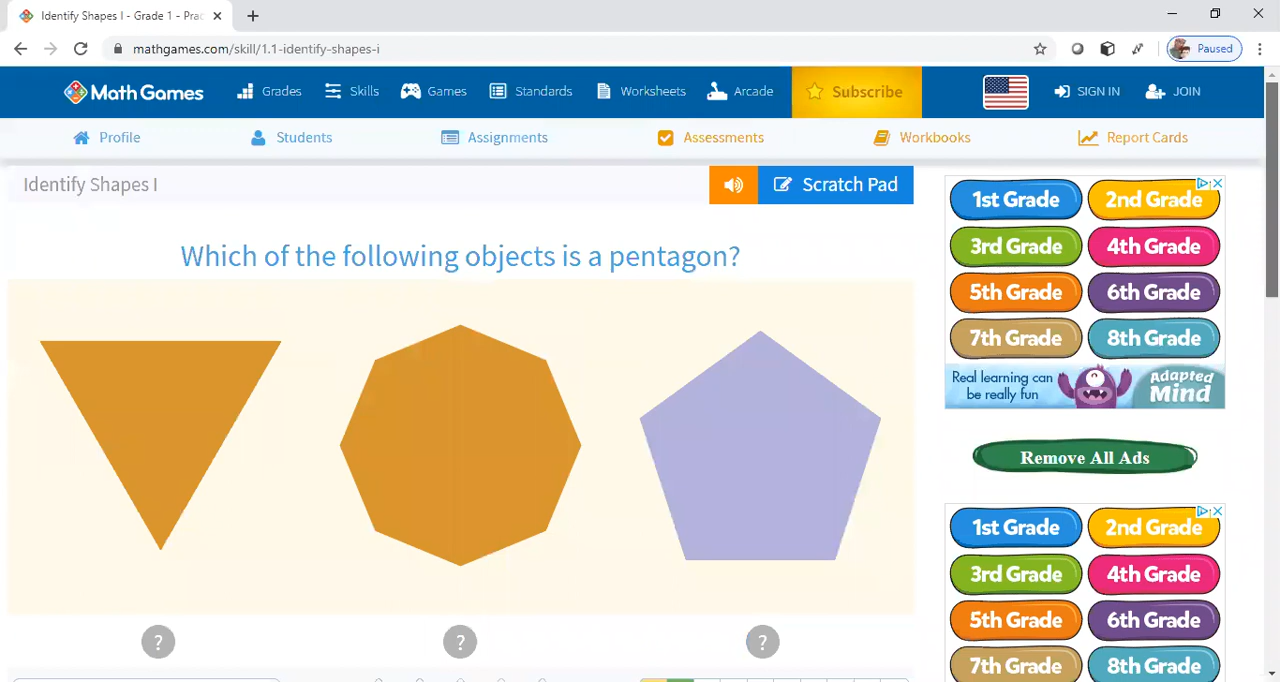 Identify Shapes I - Grade 1 - Prac
mathgames.com/skill/1.1-identify-shapes-i
Paused
Math Games
Grades
Skills
Games
Standards
Worksheets
Arcade
Subscribe
SIGN IN
JOIN
Profile
Students
Assignments
Assessments
Workbooks
Report Cards
Identify Shapes I
Scratch Pad
Which of the following objects is a pentagon?
?
?
?
1st Grade
2nd Grade
3rd Grade
4th Grade
5th Grade
6th Grade
7th Grade
8th Grade
Real learning can
be really fun
Adapted
Mind
Remove All Ads
1st Grade
2nd Grade
3rd Grade
4th Grade
5th Grade
6th Grade
7th Grade
8th Grade